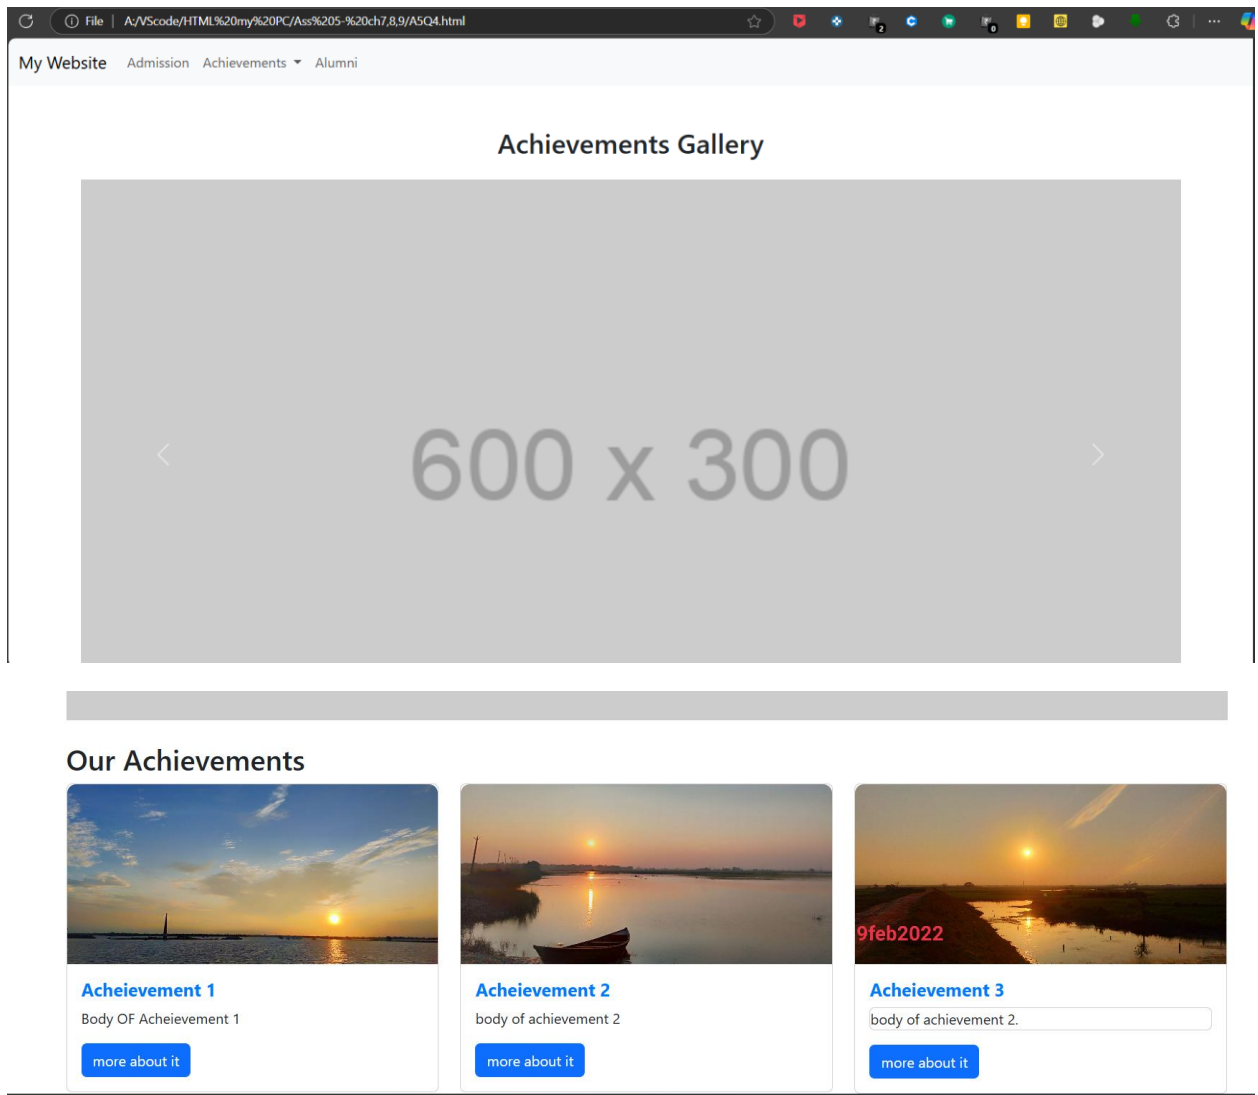 File | A:/VScode/HTML%20my%20PC/Ass%205-%20ch7,8,9/A5Q4.html
2
0
My Website Admission Achievements Alumni
Achievements Gallery
600 x 300
Our Achievements
9feb2022
Acheievement 1
Body OF Acheievement 1
more about it
Acheievement 2
body of achievement 2
more about it
Acheievement 3
body of achievement 2.
more about it